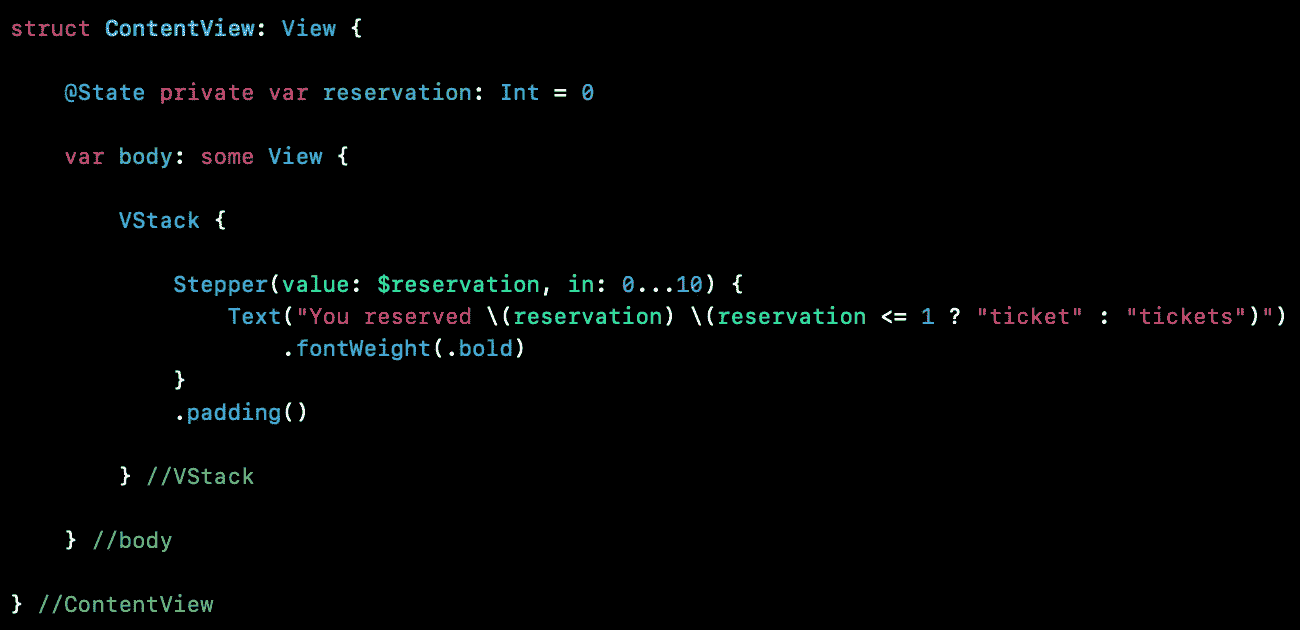 struct ContentView: View {
@State private var reservation: Int = 0
var body: some View {
VStack {
Stepper(value: $reservation, in: 0...10) {
Text("You reserved \(reservation) \(reservation <= 1 ? "ticket" : "tickets")")
.fontWeight(.bold)
}
.padding()
} //VStack
} //body
} //ContentView